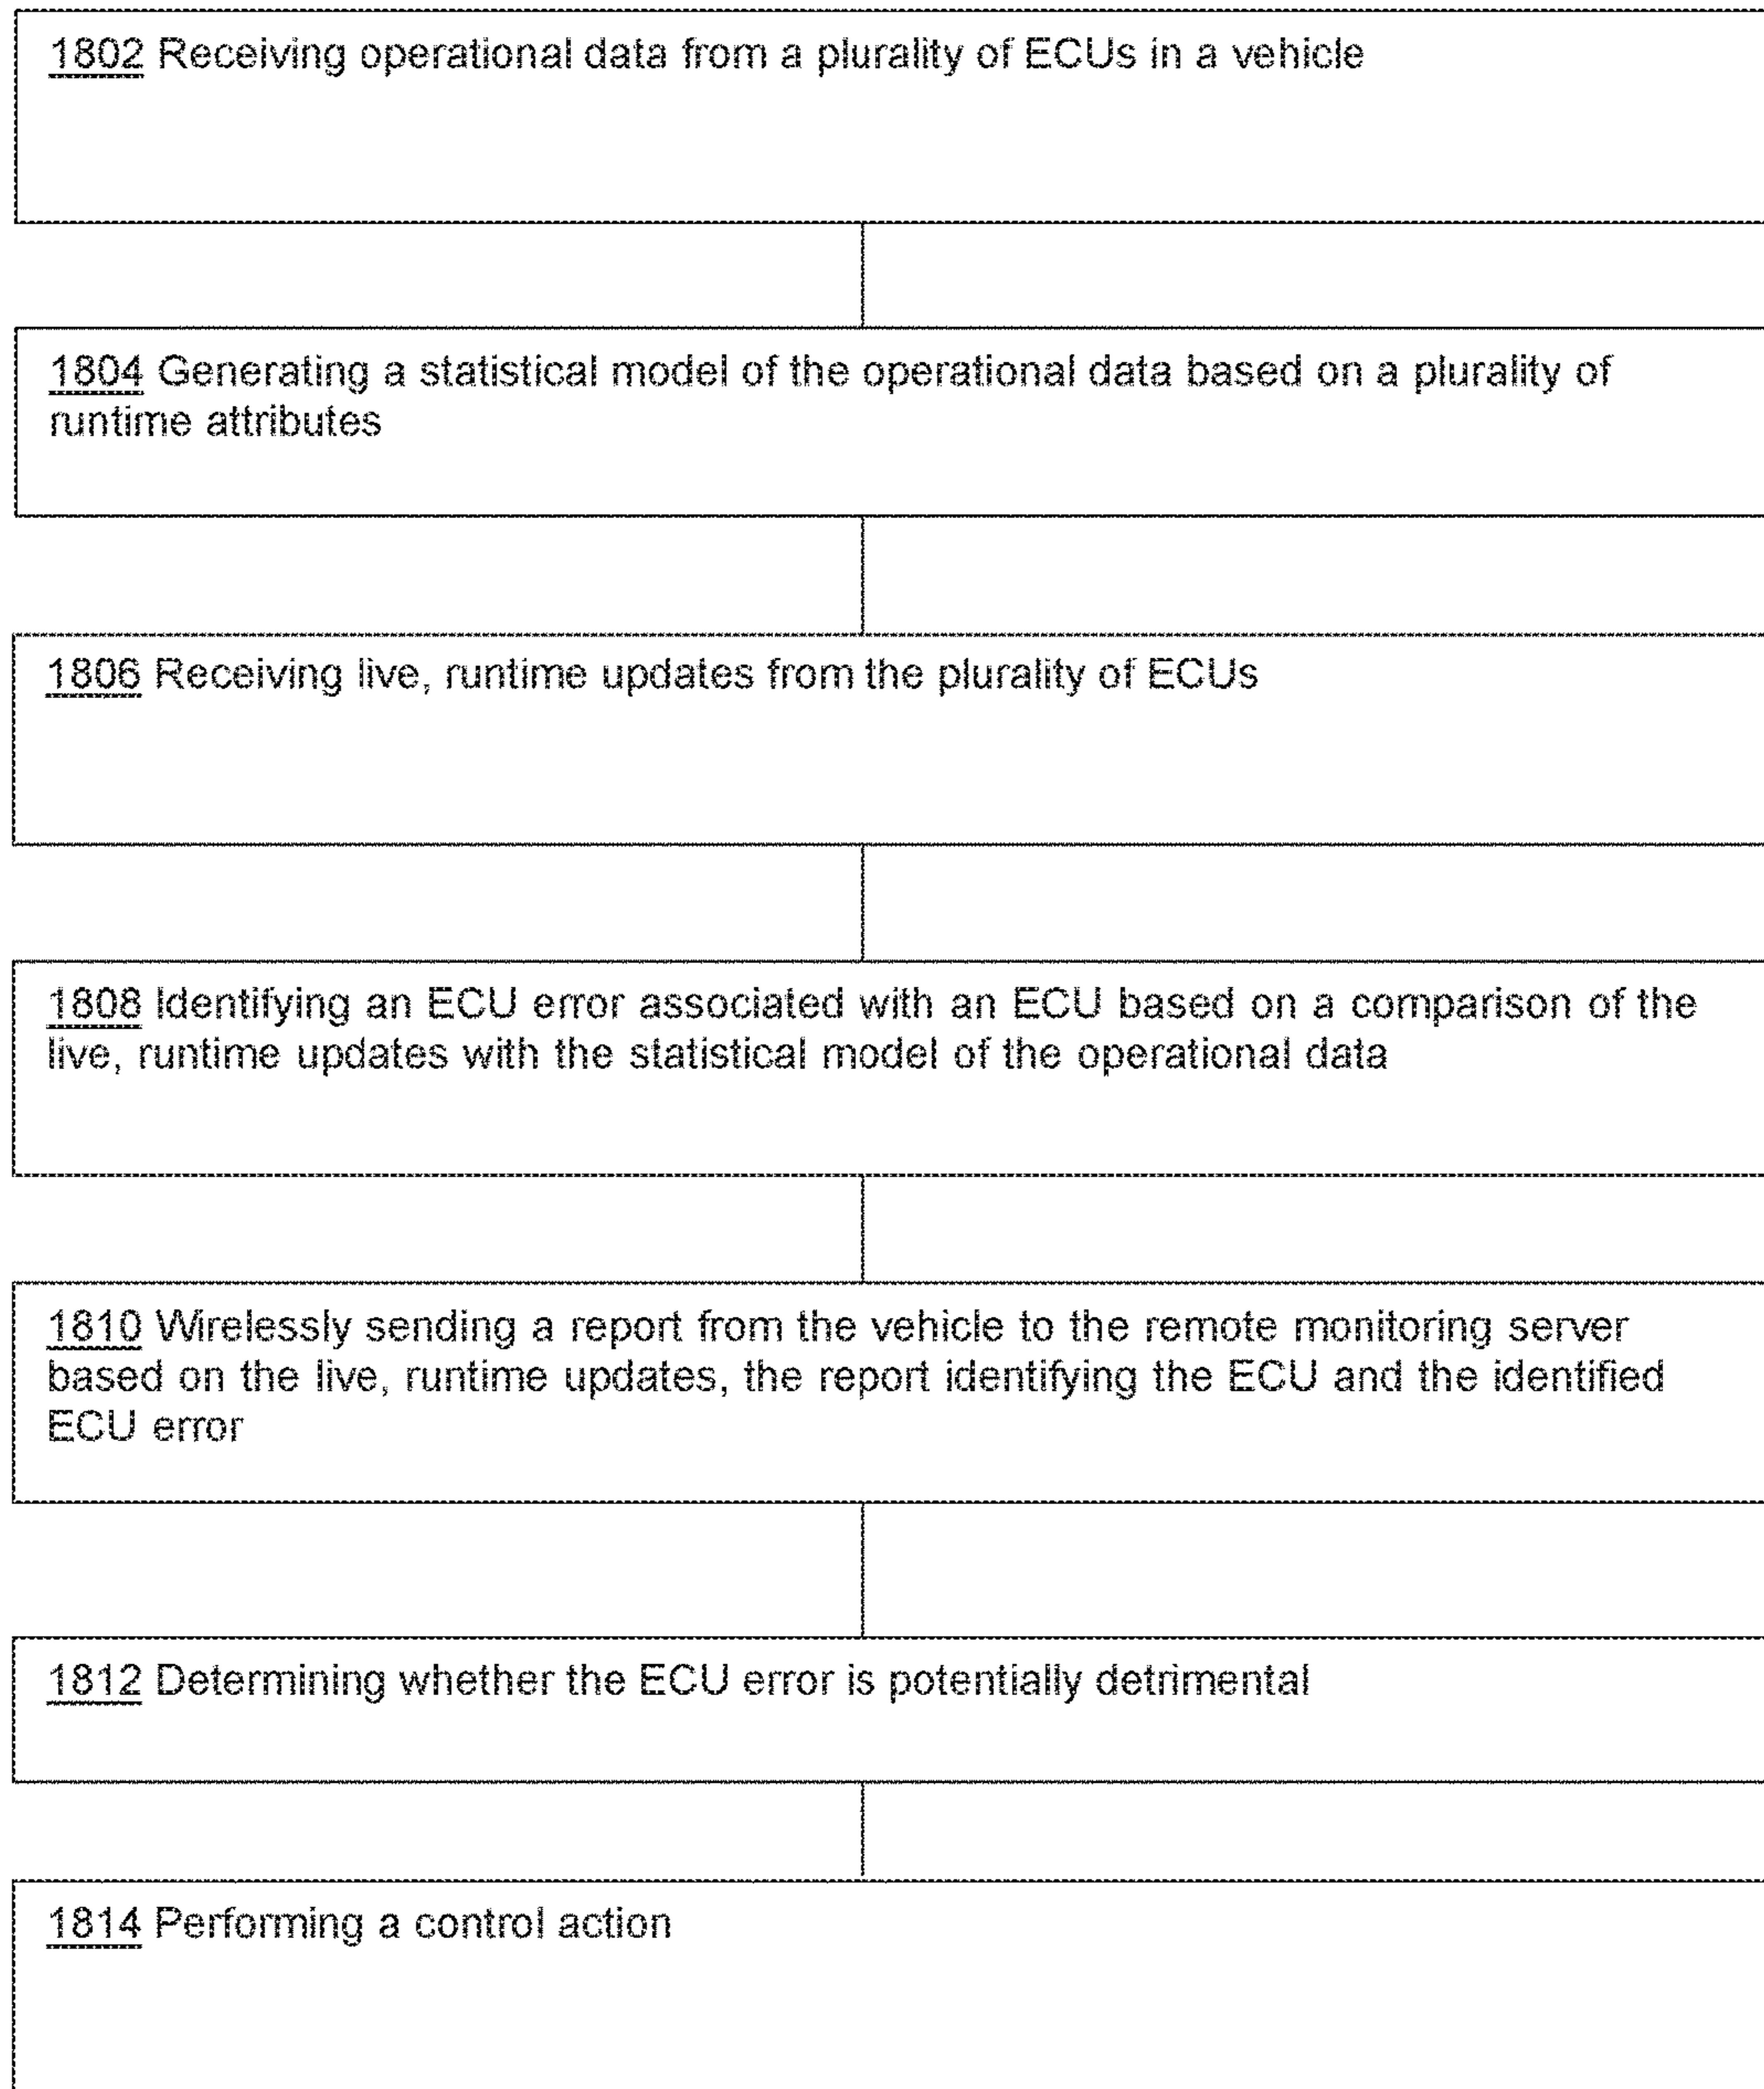 1802 Receiving operational data from a plurality of ECUs in a vehicle
1804 Generating a statistical model of the operational data based on a plurality of
runtime attributes
1806 Receiving live, runtime updates from the plurality of ECUs
1808 Identifying an ECU error associated with an ECU based on a comparison of the
live, runtime updates with the statistical model of the operational data
1810 Wirelessly sending a report from the vehicle to the remote monitoring server
based on the live, runtime updates, the report identifying the ECU and the identified
ECU error
1812 Determining whether the ECU error is potentially detrimental
1814 Performing a control action